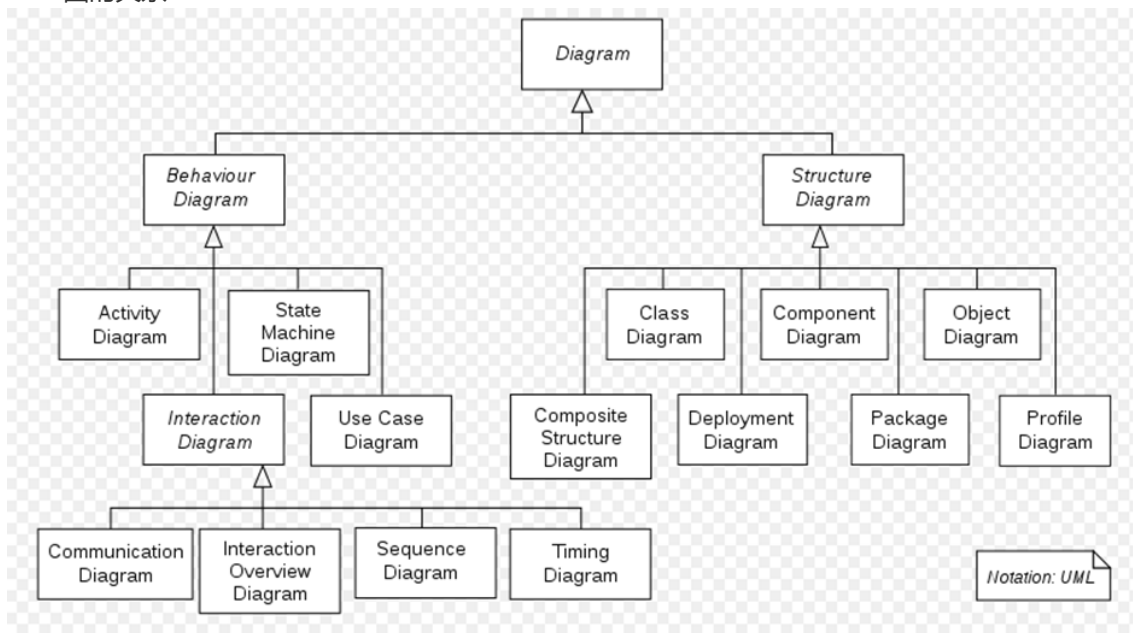 Diagram
Behaviour
Diagram
Structure
Diagram
Activity
Diagram
State
Machine
Diagram
Class
Diagram
Component
Diagram
Object
Diagram
Interaction
Diagram
Use Case
Diagram
Composite
Structure
Diagram
Deployment
Diagram
Package
Diagram
Profile
Diagram
Communication
Diagram
Interaction
Overview
Diagram
Sequence
Diagram
Timing
Diagram
Notation: UML